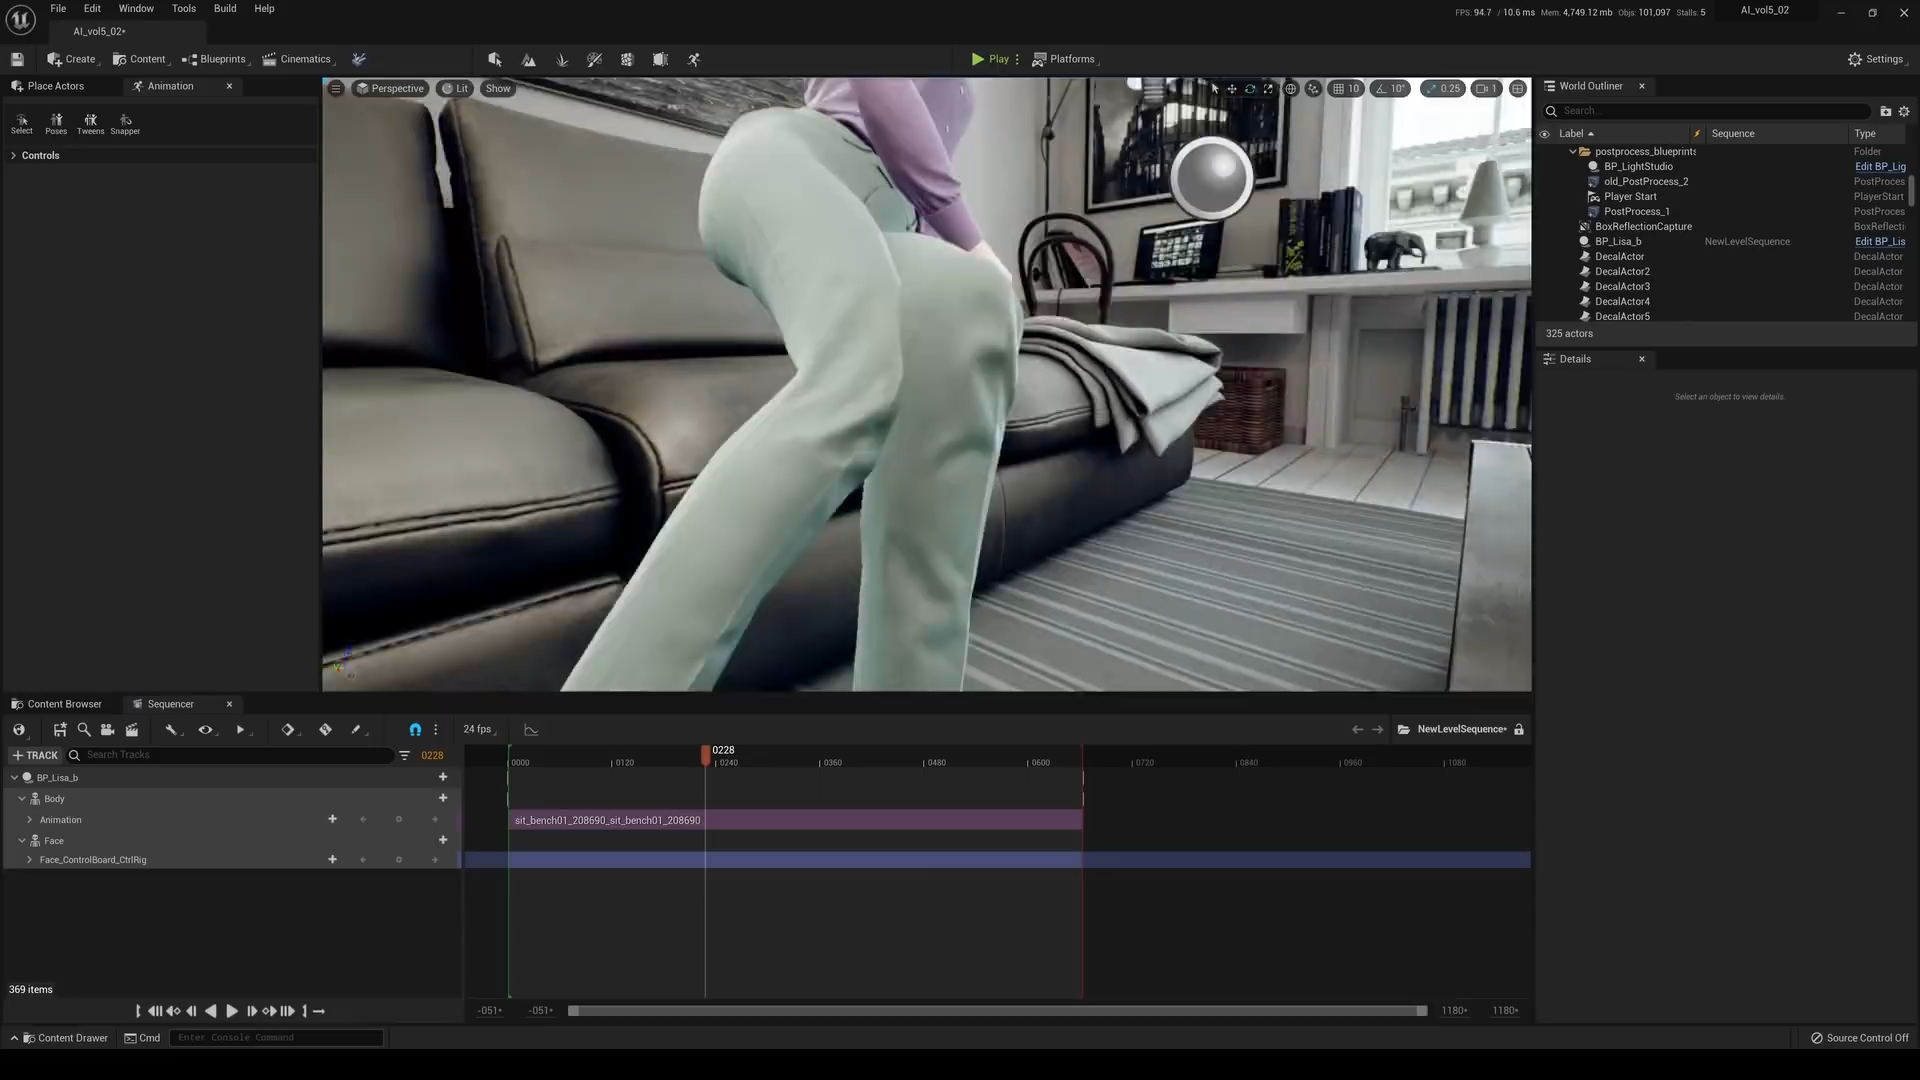 File Edit Window Tools Build Help
FPS: 94.7 / 10.6 ms Mem: 4,749.12 mb Objs: 101,097 Stalls: 5 AI_vol5_02
AI_vol5_02*
Create Content Blueprints Cinematics Play Platforms Settings
Place Actors Animation
Select Poses Tweens Snapper
Controls
Perspective Lit Show 10 10° 0.25 1
World Outliner
Search...
Label Sequence Type
postprocess_blueprints Folder
BP_LightStudio Edit BP_Lig
old_PostProcess_2 PostProces
Player Start PlayerStart
PostProcess_1 PostProces
BoxReflectionCapture BoxReflecti
BP_Lisa_b NewLevelSequence Edit BP_Lis
DecalActor DecalActor
DecalActor2 DecalActor
DecalActor3 DecalActor
DecalActor4 DecalActor
DecalActor5 DecalActor
325 actors
Details
Select an object to view details.
Content Browser Sequencer
24 fps NewLevelSequence*
TRACK Search Tracks 0228
0228
0000 0120 0240 0360 0480 0600 0720 0840 0960 1080
BP_Lisa_b
Body
Animation
sit_bench01_208690_sit_bench01_208690
Face
Face_ControlBoard_CtrlRig
369 items
-051+ -051+ 1180+ 1180+
Content Drawer Cmd Enter Console Command Source Control Off